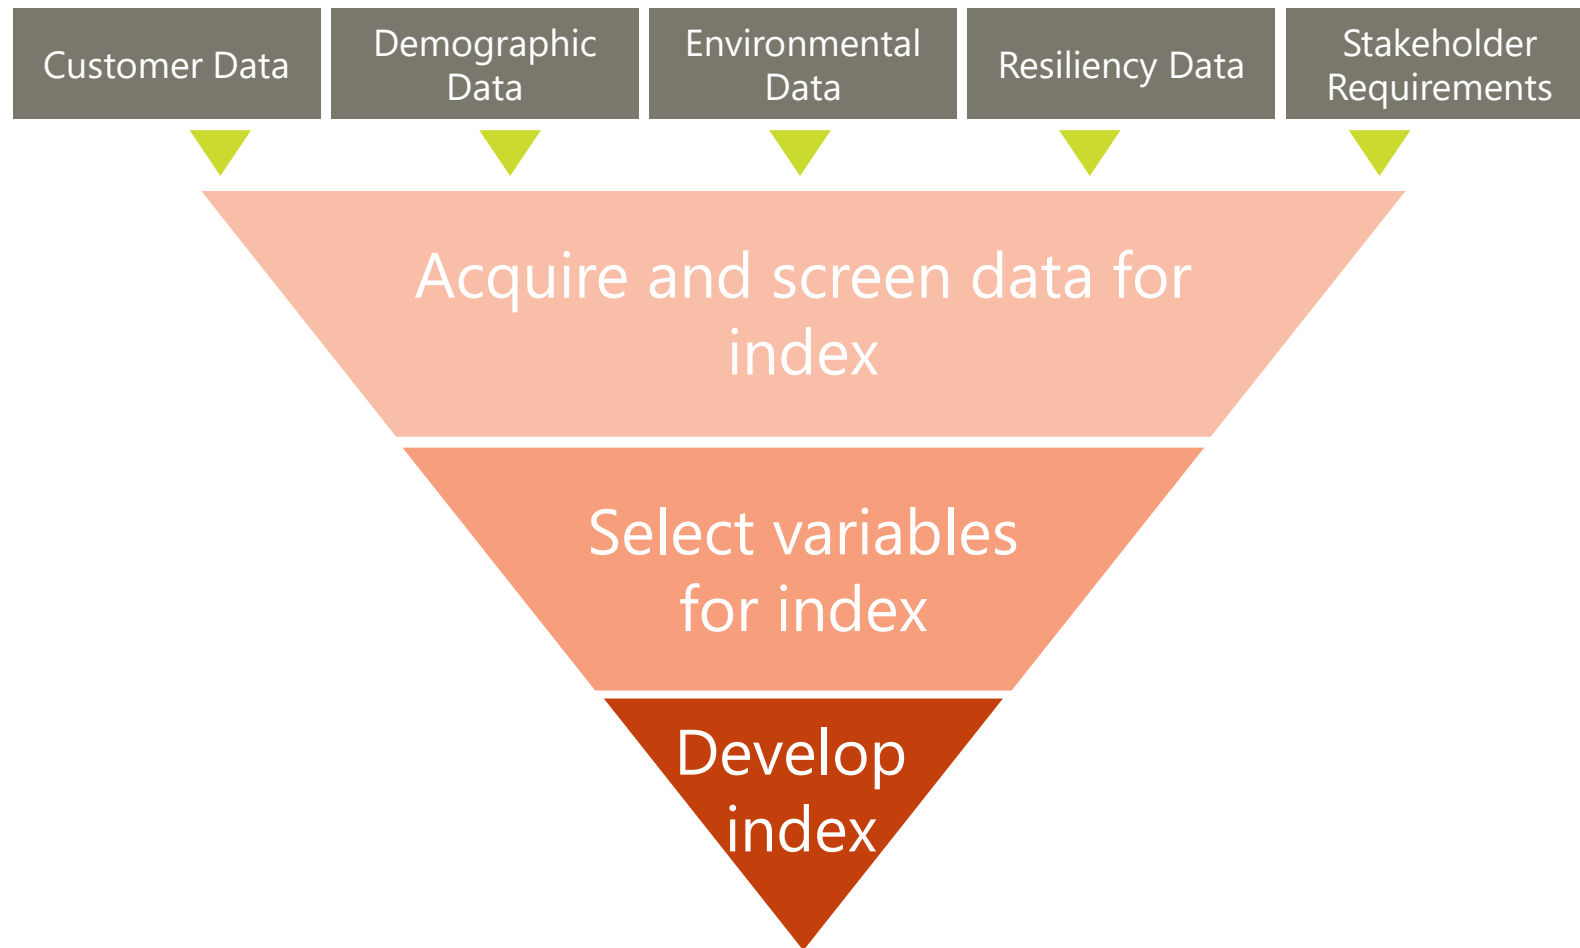 Customer Data
Demographic
Data
Environmental
Data
Resiliency Data
Stakeholder
Requirements
Acquire and screen data for
index
Select variables
for index
Develop
index